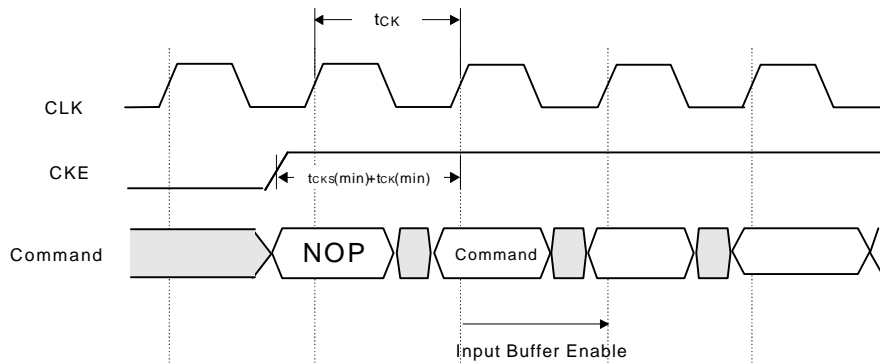 tCK
CLK
CKE
tCKS(min)+tCK(min)
Command
NOP
Command
Input Buffer Enable